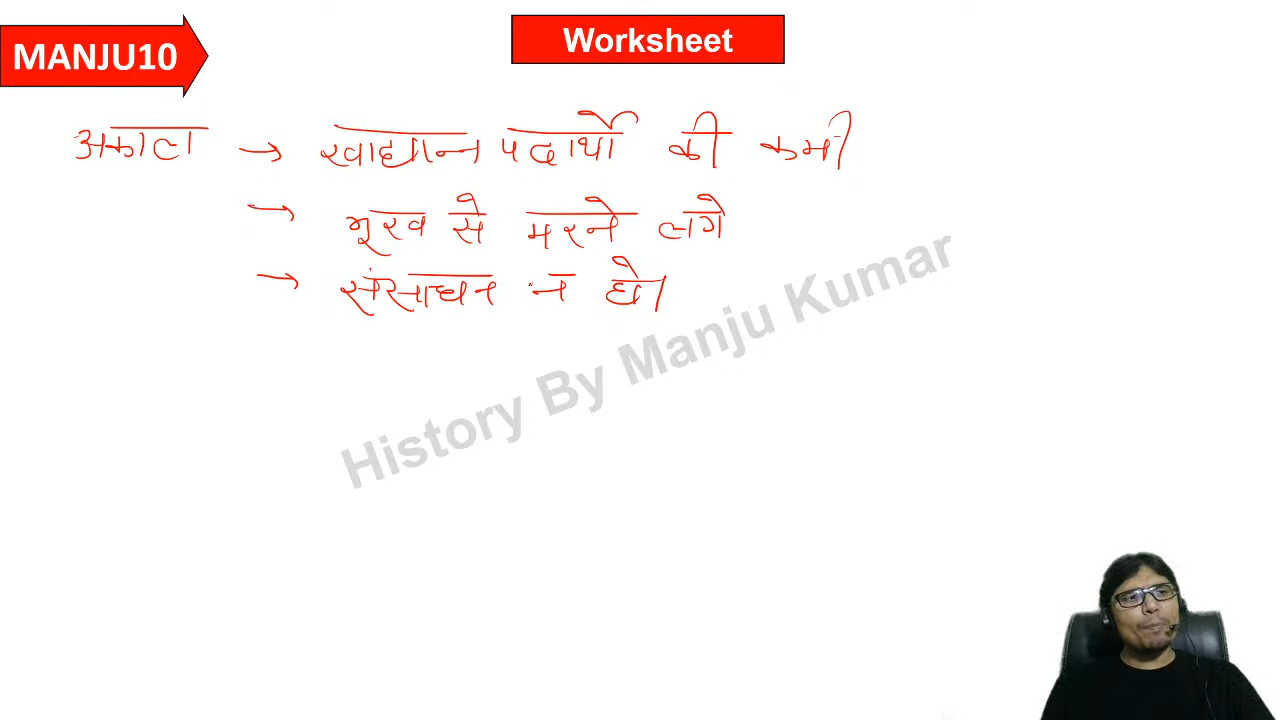 MANJU10
Worksheet
अकाल → खाद्यान्न पदार्थो की कमी
→ भूख से मरने लगे
→ संसाधन न हो।
History By Manju Kumar